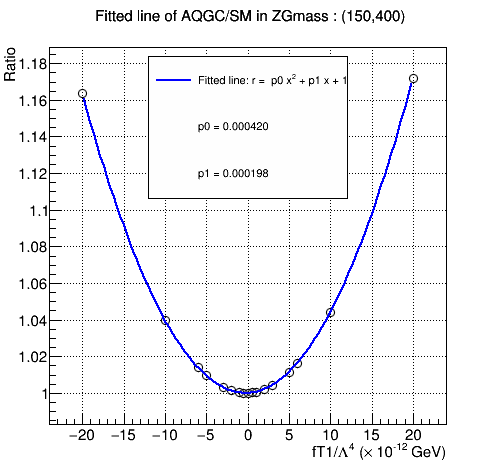 Fitted line of AQGC/SM in ZGmass : (150,400)
Ratio
Fitted line: r = p0 x² + p1 x + 1
p0 = 0.000420
p1 = 0.000198
1.18
1.16
1.14
1.12
1.1
1.08
1.06
1.04
1.02
1
−20 −15 −10 −5 0 5 10 15 20
fT1/Λ⁴ (× 10⁻¹² GeV)